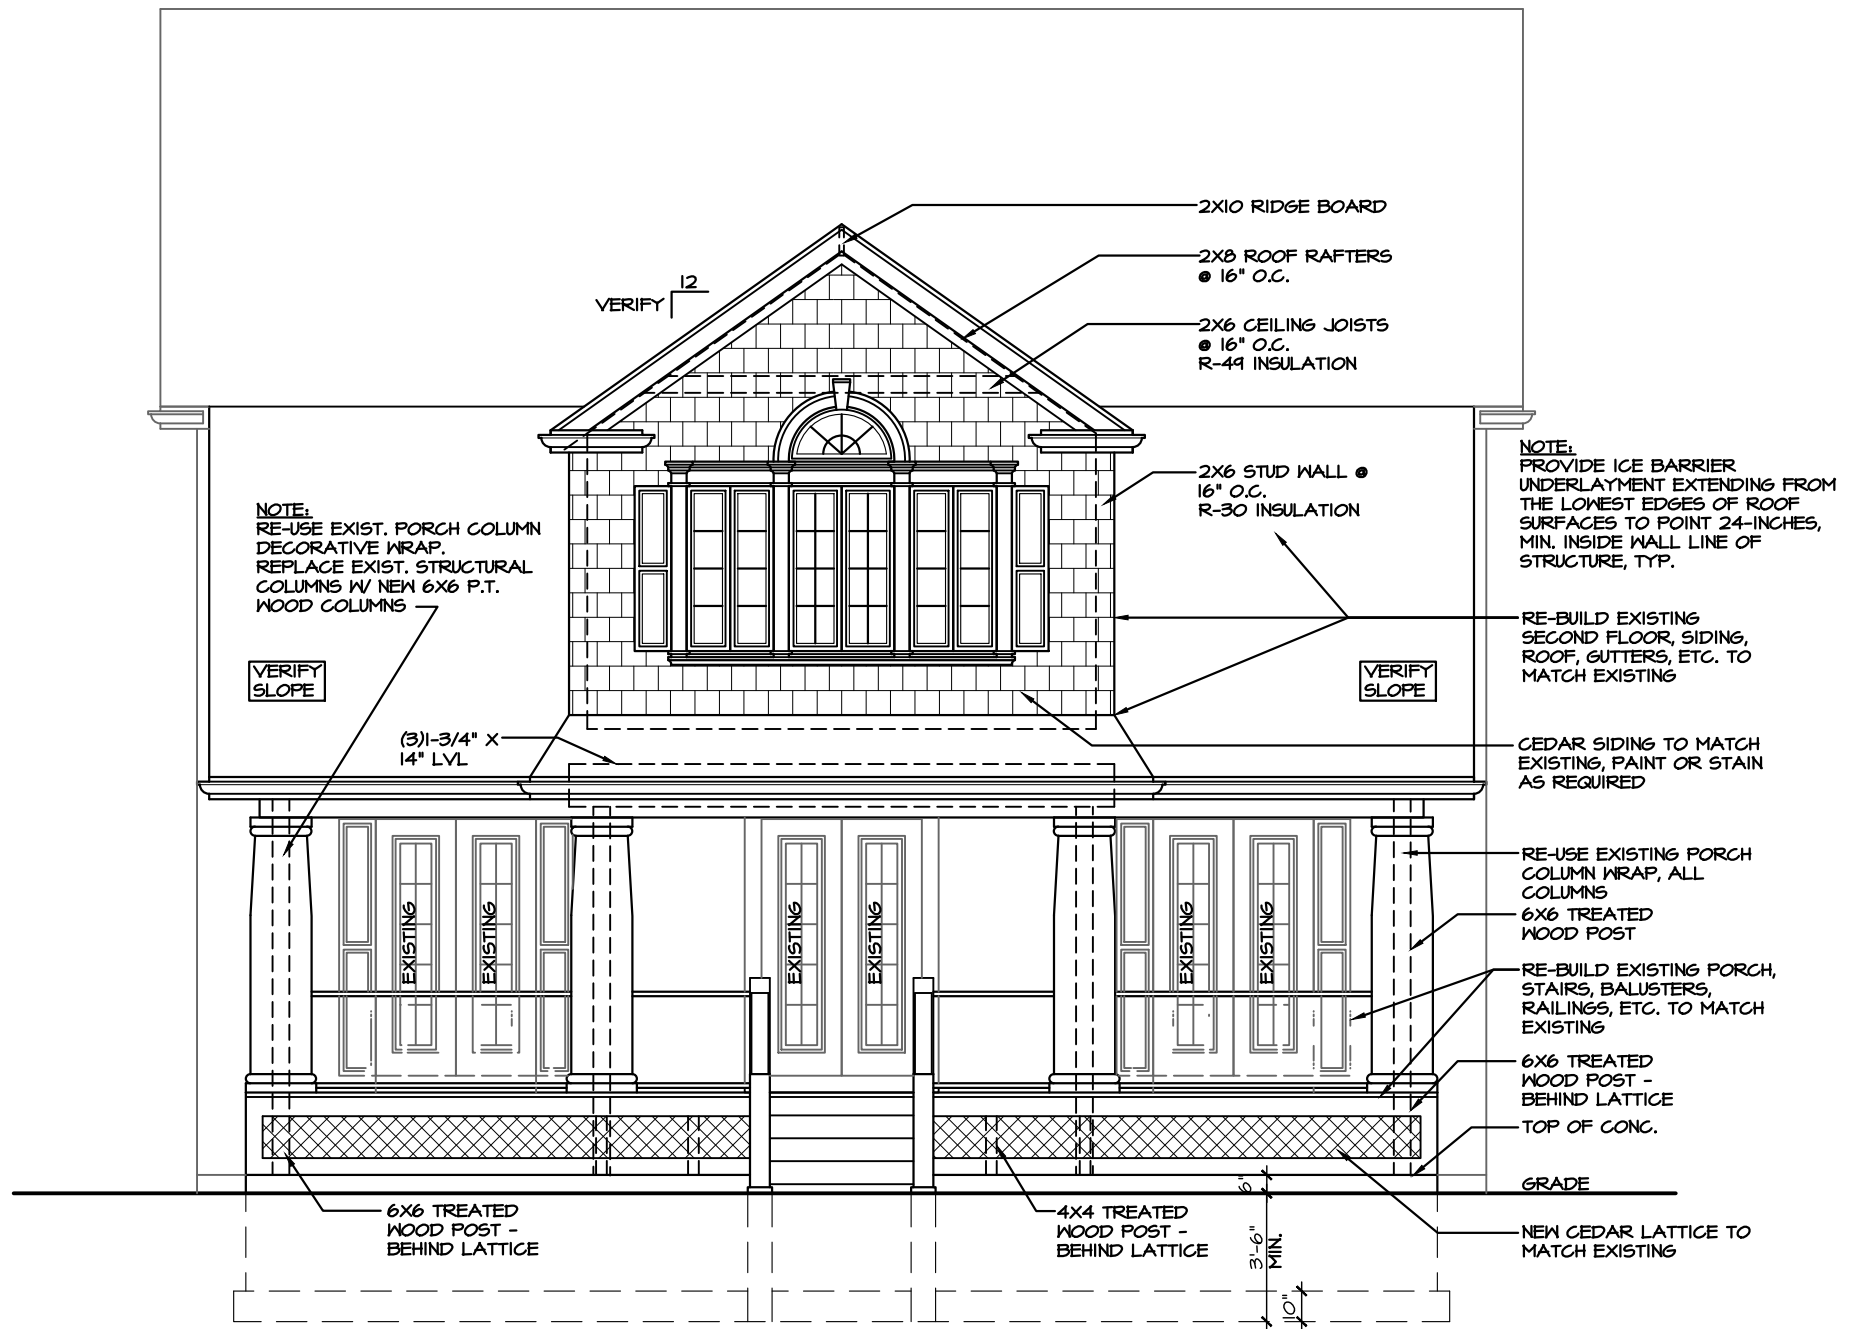 2X10 RIDGE BOARD
2X8 ROOF RAFTERS
@ 16" O.C.
12
VERIFY
2X6 CEILING JOISTS
@ 16" O.C.
R-49 INSULATION
NOTE:
PROVIDE ICE BARRIER
UNDERLAYMENT EXTENDING FROM
THE LOWEST EDGES OF ROOF
SURFACES TO POINT 24-INCHES,
MIN. INSIDE WALL LINE OF
STRUCTURE, TYP.
2X6 STUD WALL @
16" O.C.
R-30 INSULATION
NOTE:
RE-USE EXIST. PORCH COLUMN
DECORATIVE WRAP.
REPLACE EXIST. STRUCTURAL
COLUMNS W/ NEW 6X6 P.T.
WOOD COLUMNS
RE-BUILD EXISTING
SECOND FLOOR, SIDING,
ROOF, GUTTERS, ETC. TO
MATCH EXISTING
VERIFY
SLOPE
VERIFY
SLOPE
(3)1-3/4" X
14" LVL
CEDAR SIDING TO MATCH
EXISTING, PAINT OR STAIN
AS REQUIRED
RE-USE EXISTING PORCH
COLUMN WRAP, ALL
COLUMNS
6X6 TREATED
WOOD POST
EXISTING
EXISTING
EXISTING
EXISTING
EXISTING
EXISTING
RE-BUILD EXISTING PORCH,
STAIRS, BALUSTERS,
RAILINGS, ETC. TO MATCH
EXISTING
6X6 TREATED
WOOD POST -
BEHIND LATTICE
TOP OF CONC.
GRADE
6"
6X6 TREATED
WOOD POST -
BEHIND LATTICE
4X4 TREATED
WOOD POST -
BEHIND LATTICE
3'-6"
MIN.
NEW CEDAR LATTICE TO
MATCH EXISTING
10"